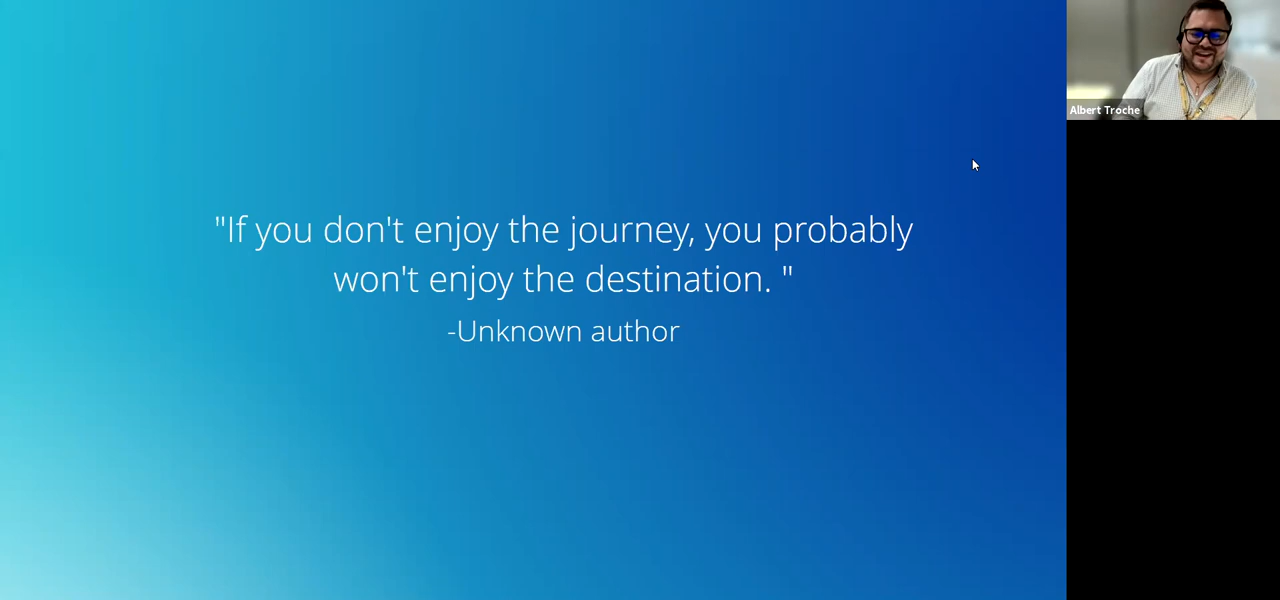 "If you don't enjoy the journey, you probably
won't enjoy the destination. "
-Unknown author
Albert Troche